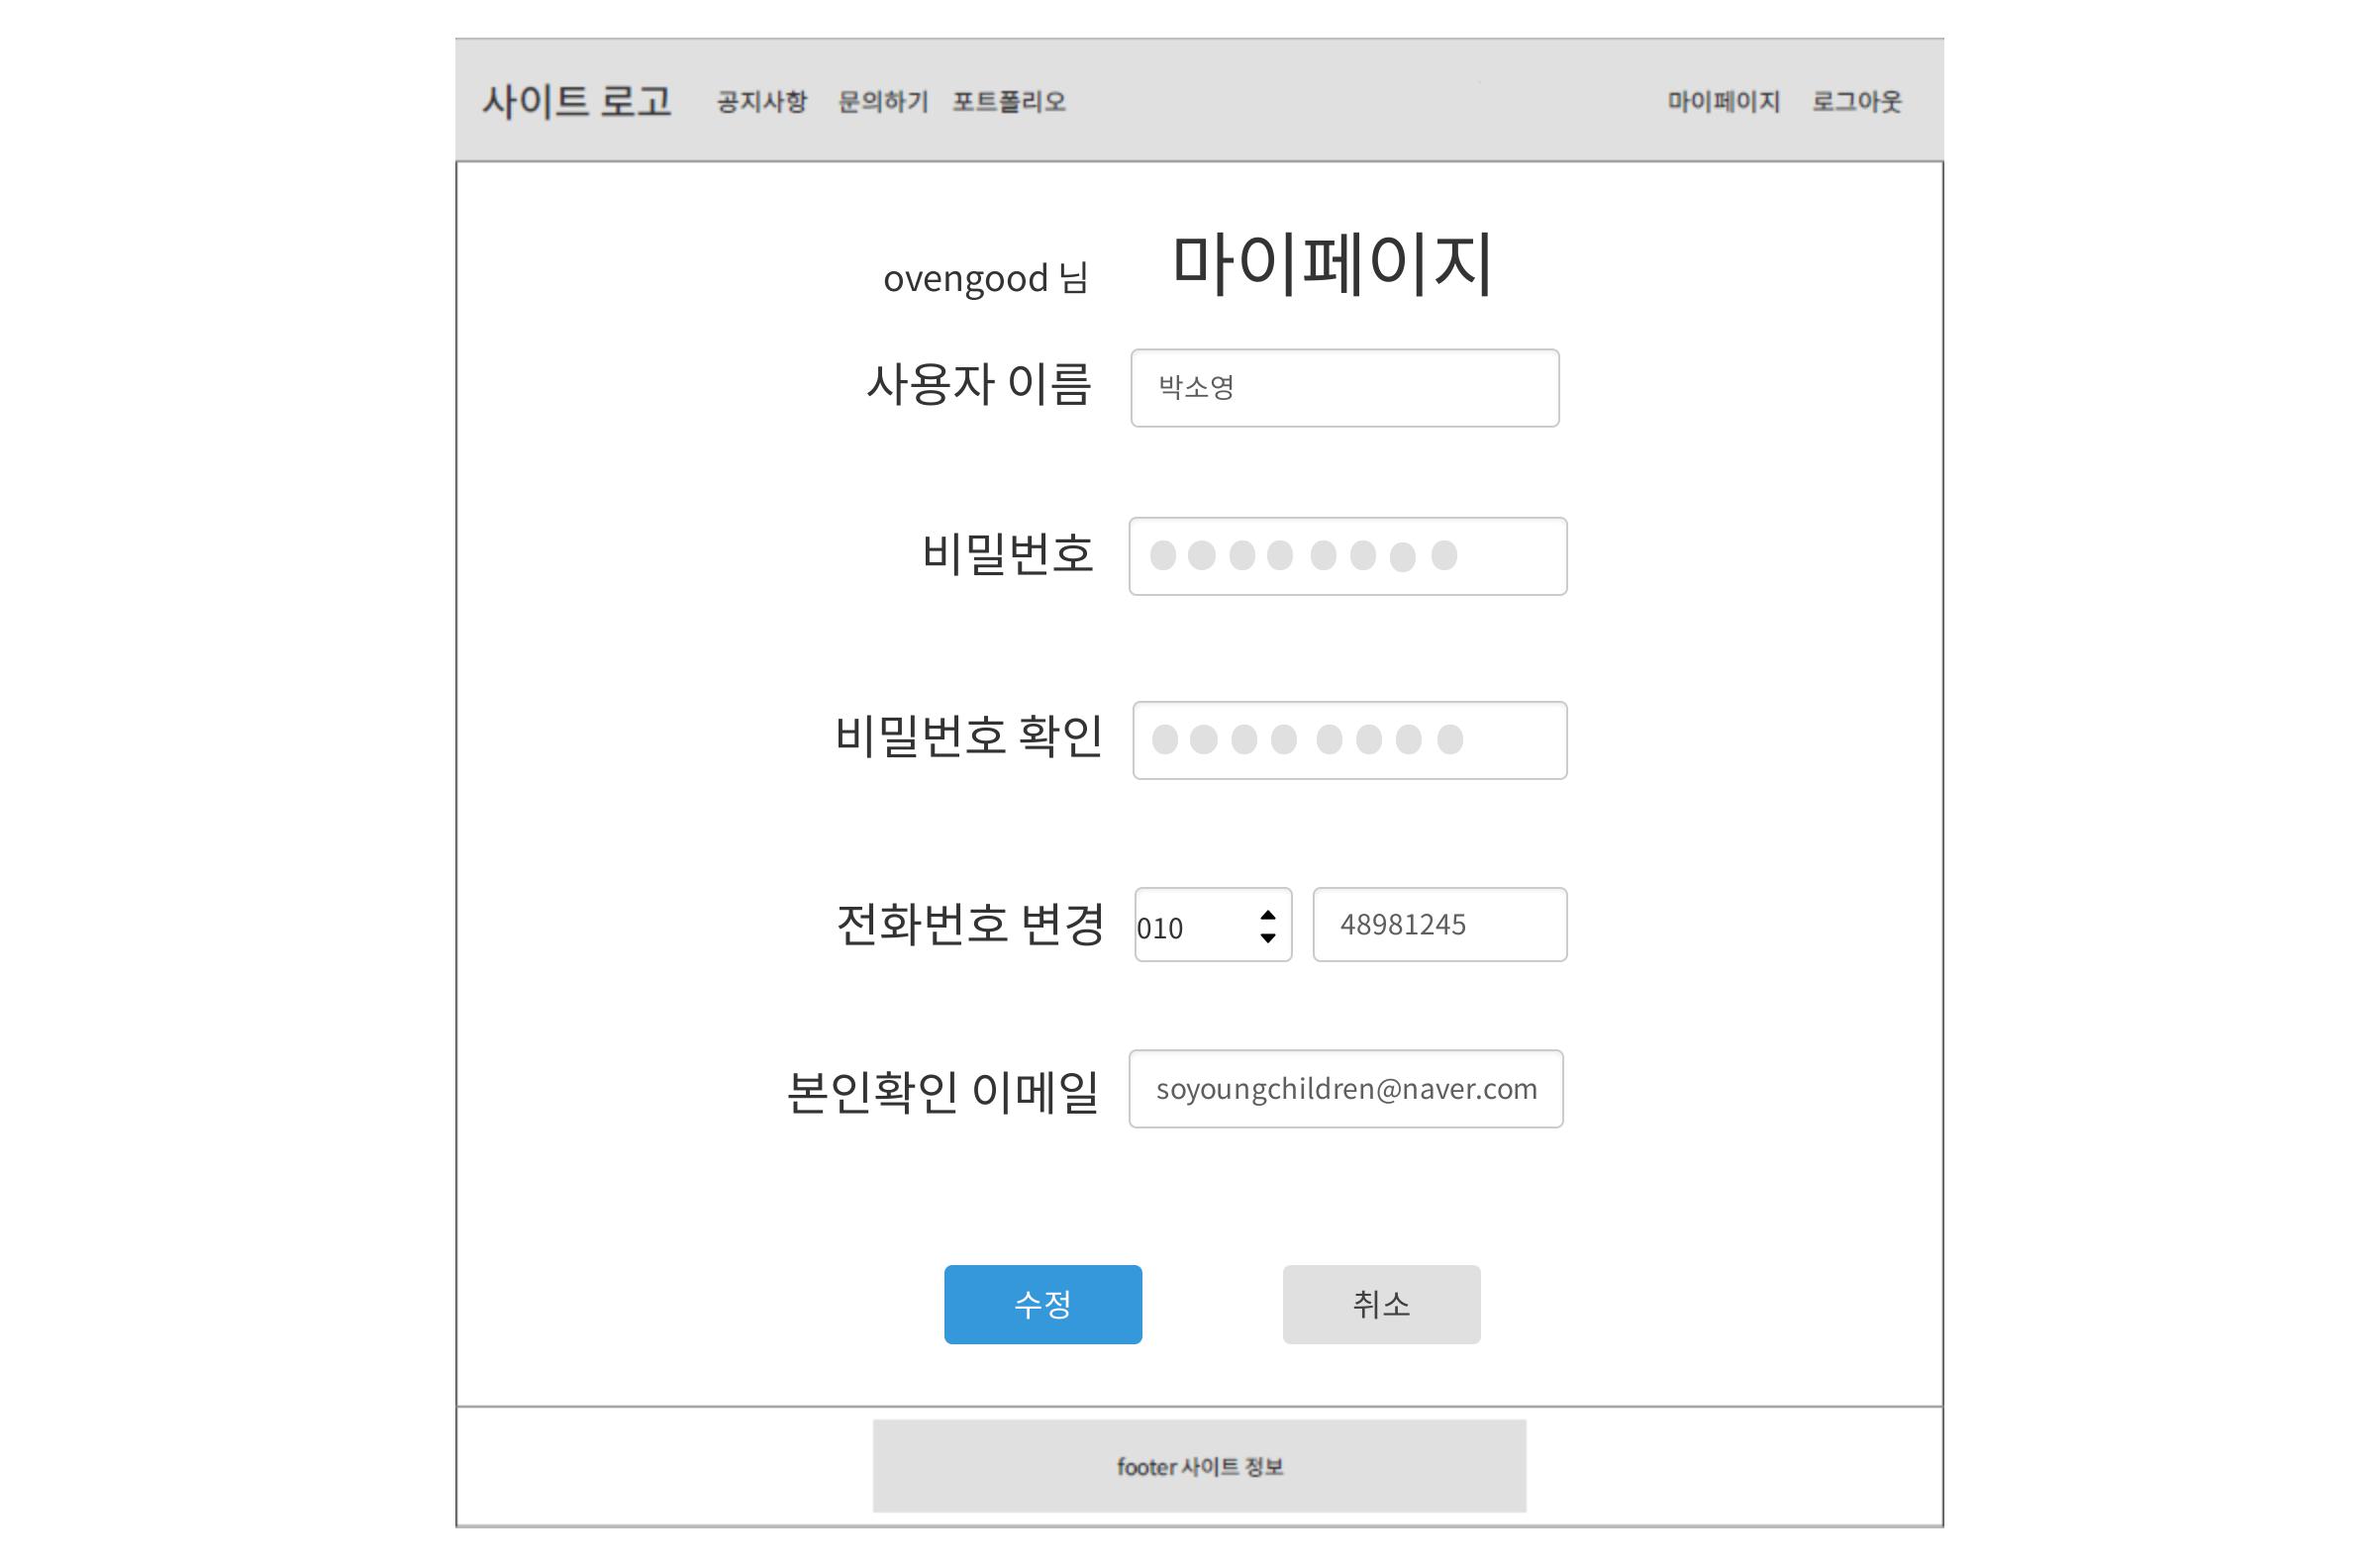 사이트 로고 공지사항 문의하기 포트폴리오 마이페이지 로그아웃
ovengood 님 마이페이지
사용자 이름 박소영
비밀번호
비밀번호 확인
전화번호 변경 010 48981245
본인확인 이메일 soyoungchildren@naver.com
수정 취소
footer 사이트 정보